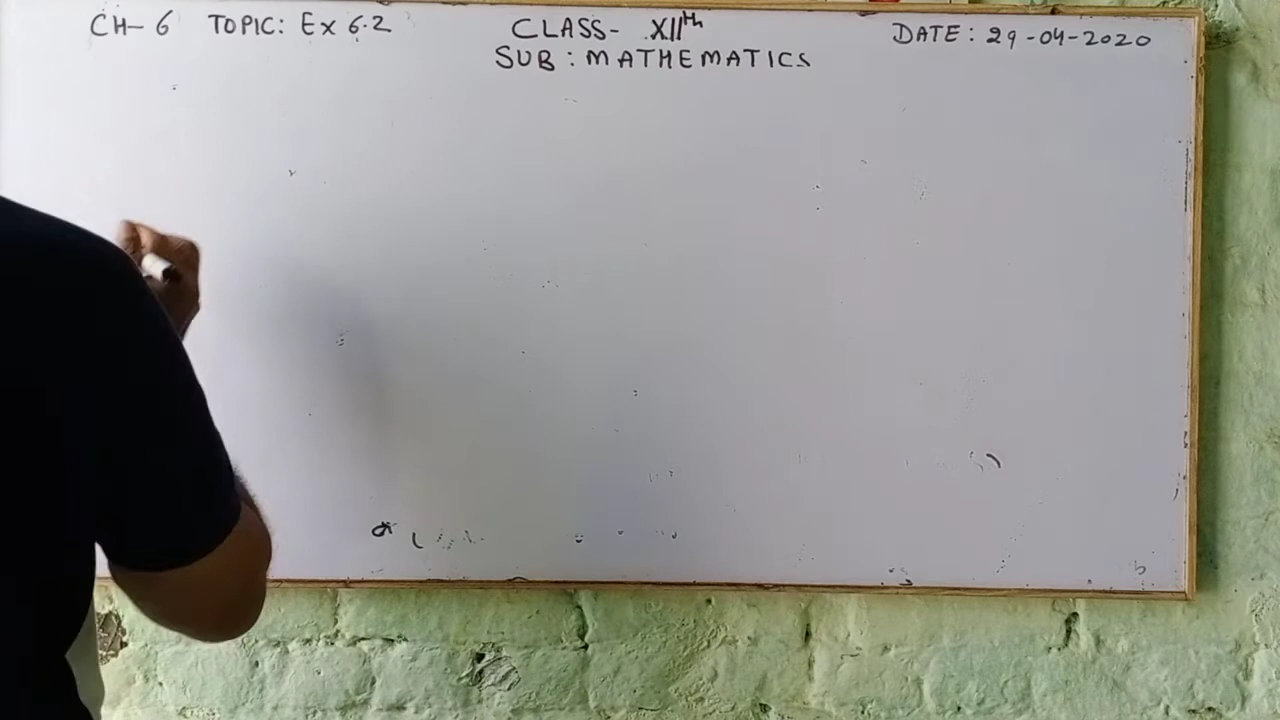 CH-6 TOPIC: Ex 6.2 CLASS- XIIth DATE: 29-04-2020
SUB: MATHEMATICS